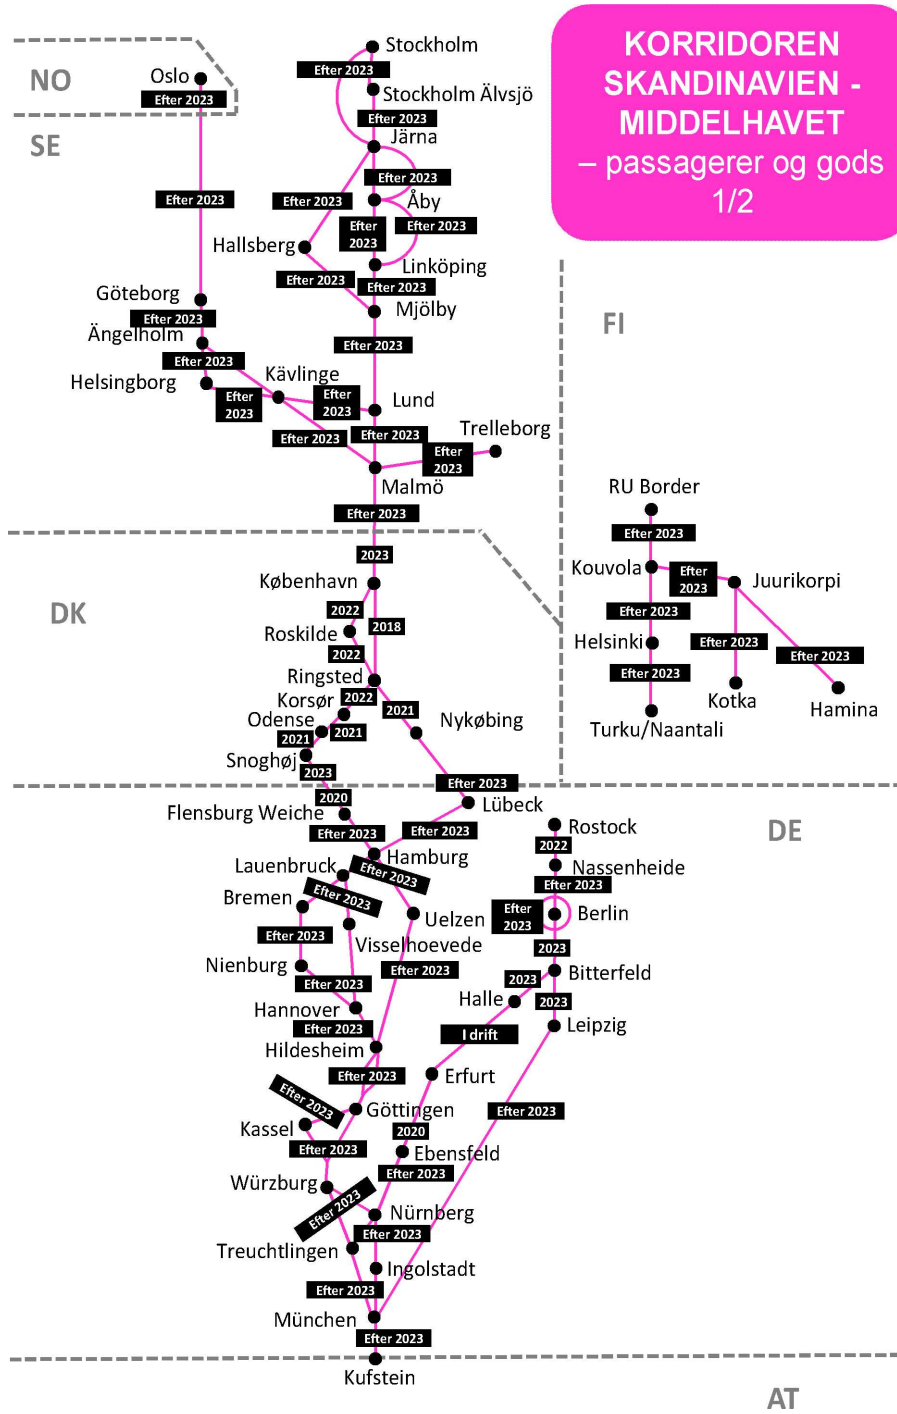 KORRIDOREN
SKANDINAVIEN -
MIDDELHAVET
– passagerer og gods
1/2
NO
Oslo
Efter 2023
SE
Stockholm
Efter 2023
Stockholm Älvsjö
Efter 2023
Järna
Efter 2023
Efter 2023
Efter 2023
Åby
Efter
2023
Efter 2023
Hallsberg
Linköping
Efter 2023
Efter 2023
Göteborg
Mjölby
Efter 2023
Ängelholm
Efter 2023
Efter 2023
Helsingborg
Kävlinge
Efter
2023
Efter
2023
Lund
Efter 2023
Efter 2023
Trelleborg
Efter
2023
Malmö
Efter 2023
FI
RU Border
Efter 2023
Kouvola
Efter
2023
Juurikorpi
Efter 2023
Helsinki
Efter 2023
Efter 2023
Efter 2023
Kotka
Hamina
Turku/Naantali
DK
2023
København
2022
2018
Roskilde
2022
Ringsted
2022
Korsør
2021
Odense
2021
2021
Nykøbing
Snoghøj
2023
Efter 2023
2020
Flensburg Weiche
Lübeck
Efter 2023
Efter 2023
DE
Rostock
2022
Nassenheide
Efter 2023
Efter
2023
Berlin
2023
Bitterfeld
2023
2023
Halle
Leipzig
I drift
Hamburg
Lauenbruck
Efter 2023
Efter 2023
Bremen
Uelzen
Efter 2023
Visselhoevede
Nienburg
Efter 2023
Efter 2023
Hannover
Efter 2023
Hildesheim
Efter 2023
Erfurt
Efter 2023
Efter 2023
Göttingen
Kassel
2020
Efter 2023
Ebensfeld
Efter 2023
Würzburg
Efter 2023
Nürnberg
Efter 2023
Treuchtlingen
Ingolstadt
Efter 2023
München
Efter 2023
Kufstein
AT